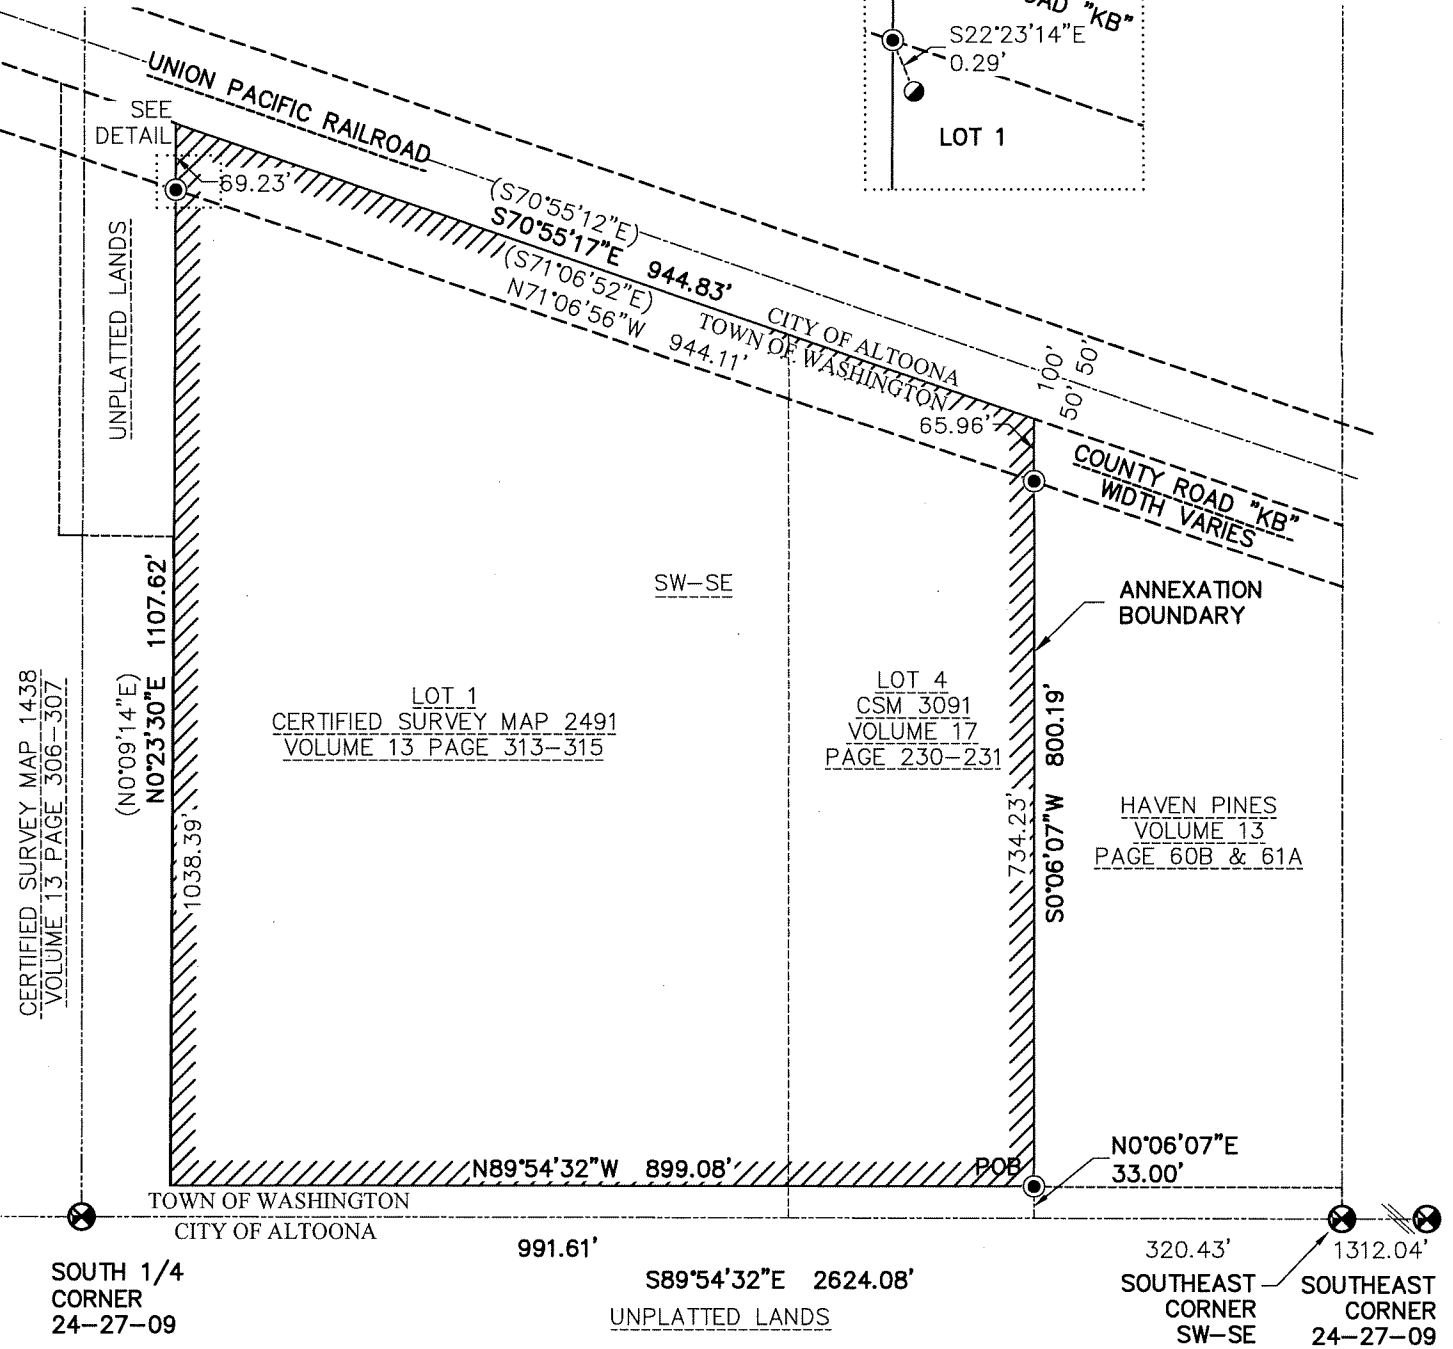 ROAD "KB"
S22°23'14"E
0.29'
LOT 1
UNION PACIFIC RAILROAD
SEE
DETAIL
69.23'
(S70°55'12"E)
S70°55'17"E 944.83'
(S71°06'52"E)
N71°06'56"W 944.11'
CITY OF ALTOONA
TOWN OF WASHINGTON
100'
50'
50'
65.96'
COUNTY ROAD "KB"
WIDTH VARIES
UNPLATTED LANDS
SW-SE
ANNEXATION
BOUNDARY
(N0°09'14"E)
N0°23'30"E 1107.62'
1038.39'
CERTIFIED SURVEY MAP 1438
VOLUME 13 PAGE 306-307
LOT 1
CERTIFIED SURVEY MAP 2491
VOLUME 13 PAGE 313-315
LOT 4
CSM 3091
VOLUME 17
PAGE 230-231
734.23'
S0°06'07"W 800.19'
HAVEN PINES
VOLUME 13
PAGE 60B & 61A
N89°54'32"W 899.08'
POB
N0°06'07"E
33.00'
TOWN OF WASHINGTON
CITY OF ALTOONA
991.61'
320.43'
1312.04'
S89°54'32"E 2624.08'
UNPLATTED LANDS
SOUTH 1/4
CORNER
24-27-09
SOUTHEAST
CORNER
SW-SE
SOUTHEAST
CORNER
24-27-09